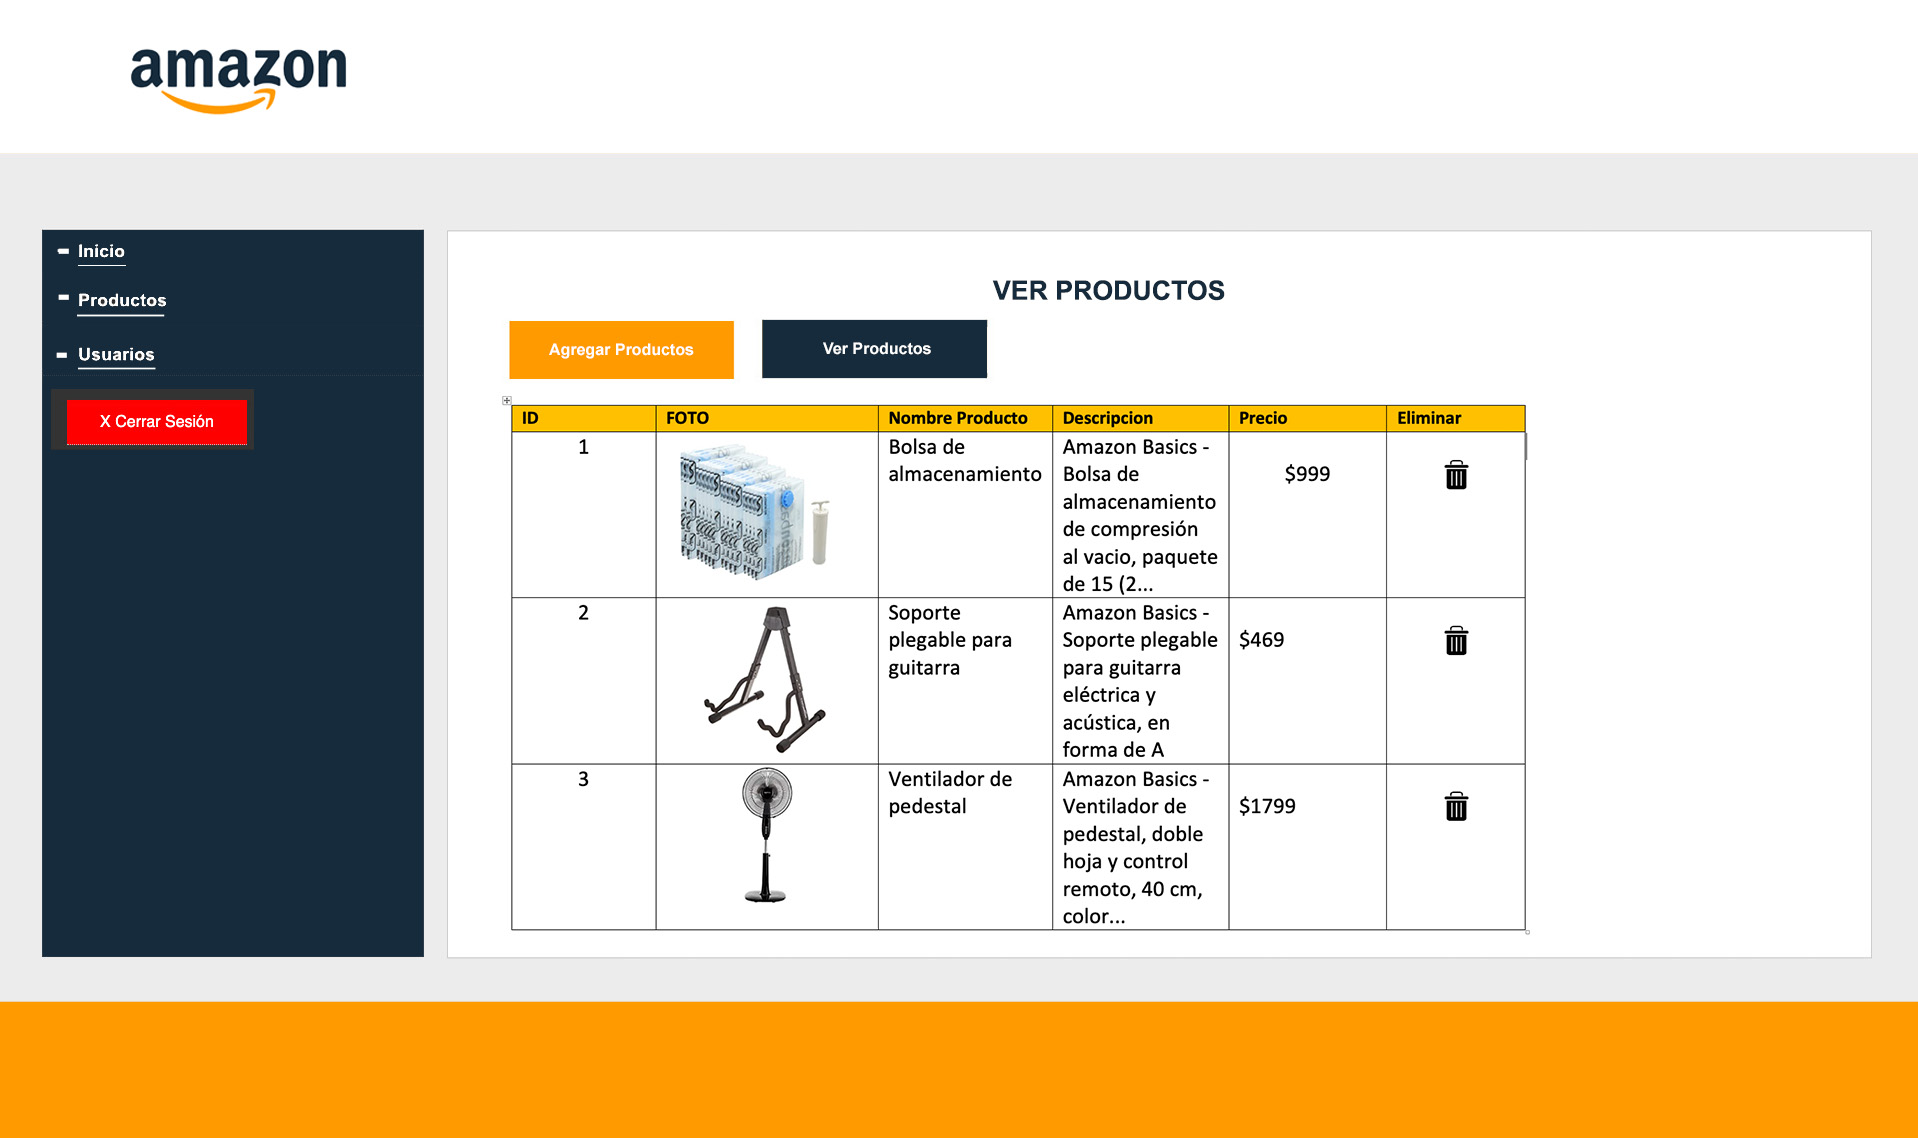 amazon
Inicio
Productos
Usuarios
X Cerrar Sesión
VER PRODUCTOS
Agregar Productos
Ver Productos
ID
FOTO
Nombre Producto
Descripcion
Precio
Eliminar
1
Bolsa de
almacenamiento
Amazon Basics -
Bolsa de
almacenamiento
de compresión
al vacio, paquete
de 15 (2...
$999
2
Soporte
plegable para
guitarra
Amazon Basics -
Soporte plegable
para guitarra
eléctrica y
acústica, en
forma de A
$469
3
Ventilador de
pedestal
Amazon Basics -
Ventilador de
pedestal, doble
hoja y control
remoto, 40 cm,
color...
$1799